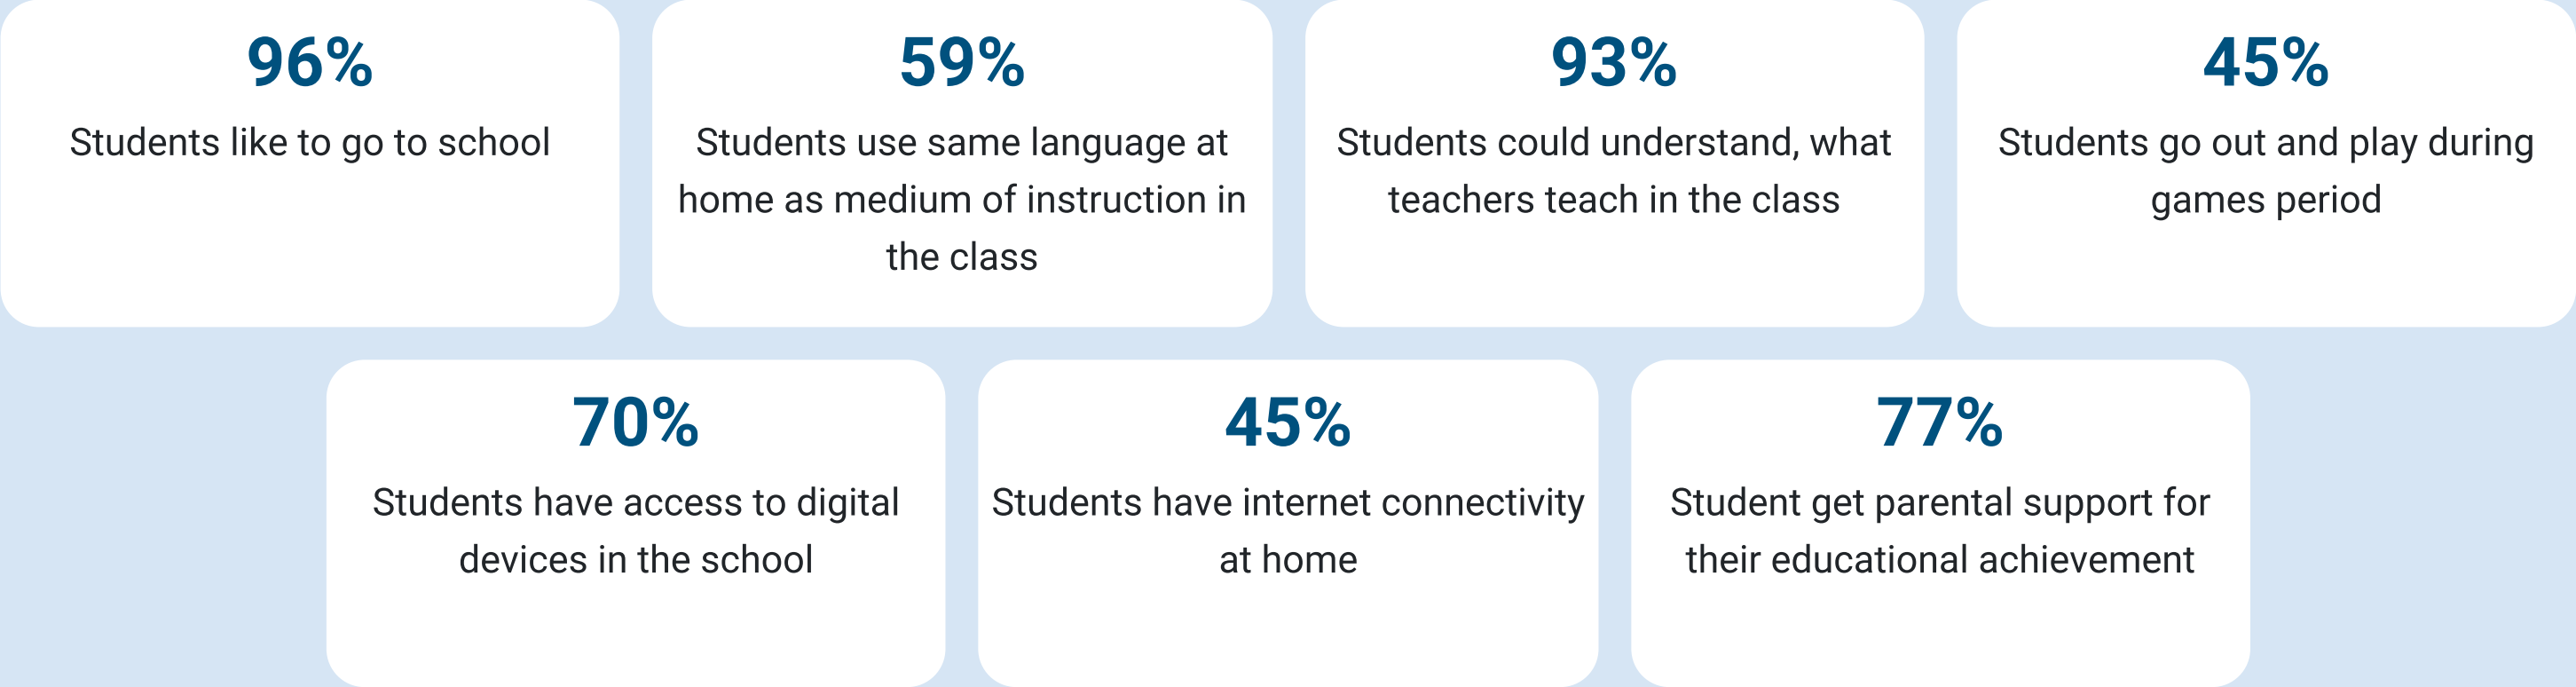 96%
Students like to go to school
59%
Students use same language at
home as medium of instruction in
the class
93%
Students could understand, what
teachers teach in the class
45%
Students go out and play during
games period
70%
Students have access to digital
devices in the school
45%
Students have internet connectivity
at home
77%
Student get parental support for
their educational achievement